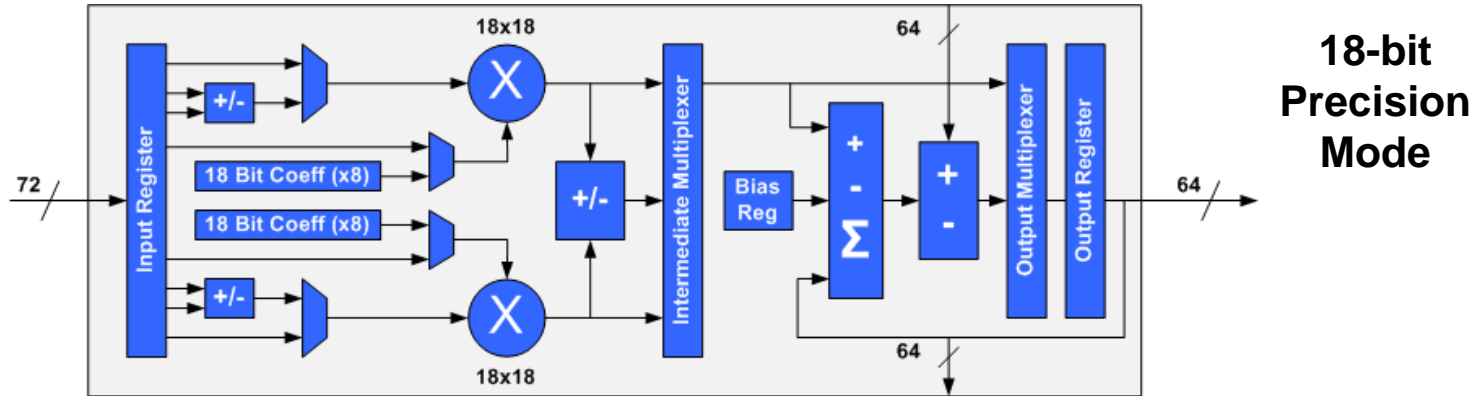 18x18
64
18-bit
Precision
Mode
+/-
X
18 Bit Coeff (x8)
72
Input Register
18 Bit Coeff (x8)
+/-
Intermediate Multiplexer
Bias
Reg
+
-
Σ
+
-
Output Multiplexer
Output Register
64
+/-
X
18x18
64